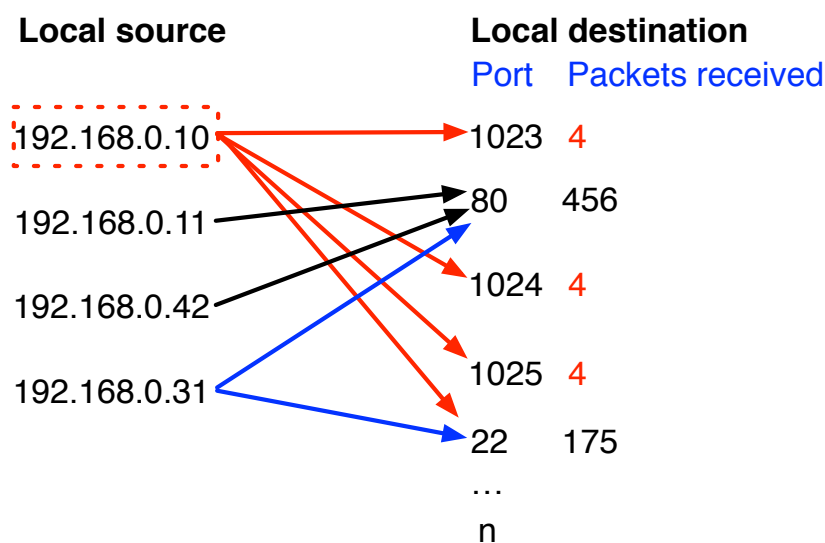 Local source
Local destination
Port Packets received
192.168.0.10
1023 4
80 456
192.168.0.11
1024 4
192.168.0.42
1025 4
192.168.0.31
22 175
...
n